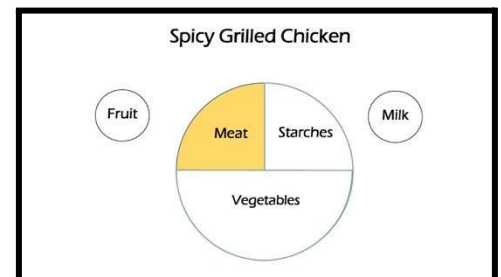 Spicy Grilled Chicken
Fruit
Meat
Starches
Milk
Vegetables